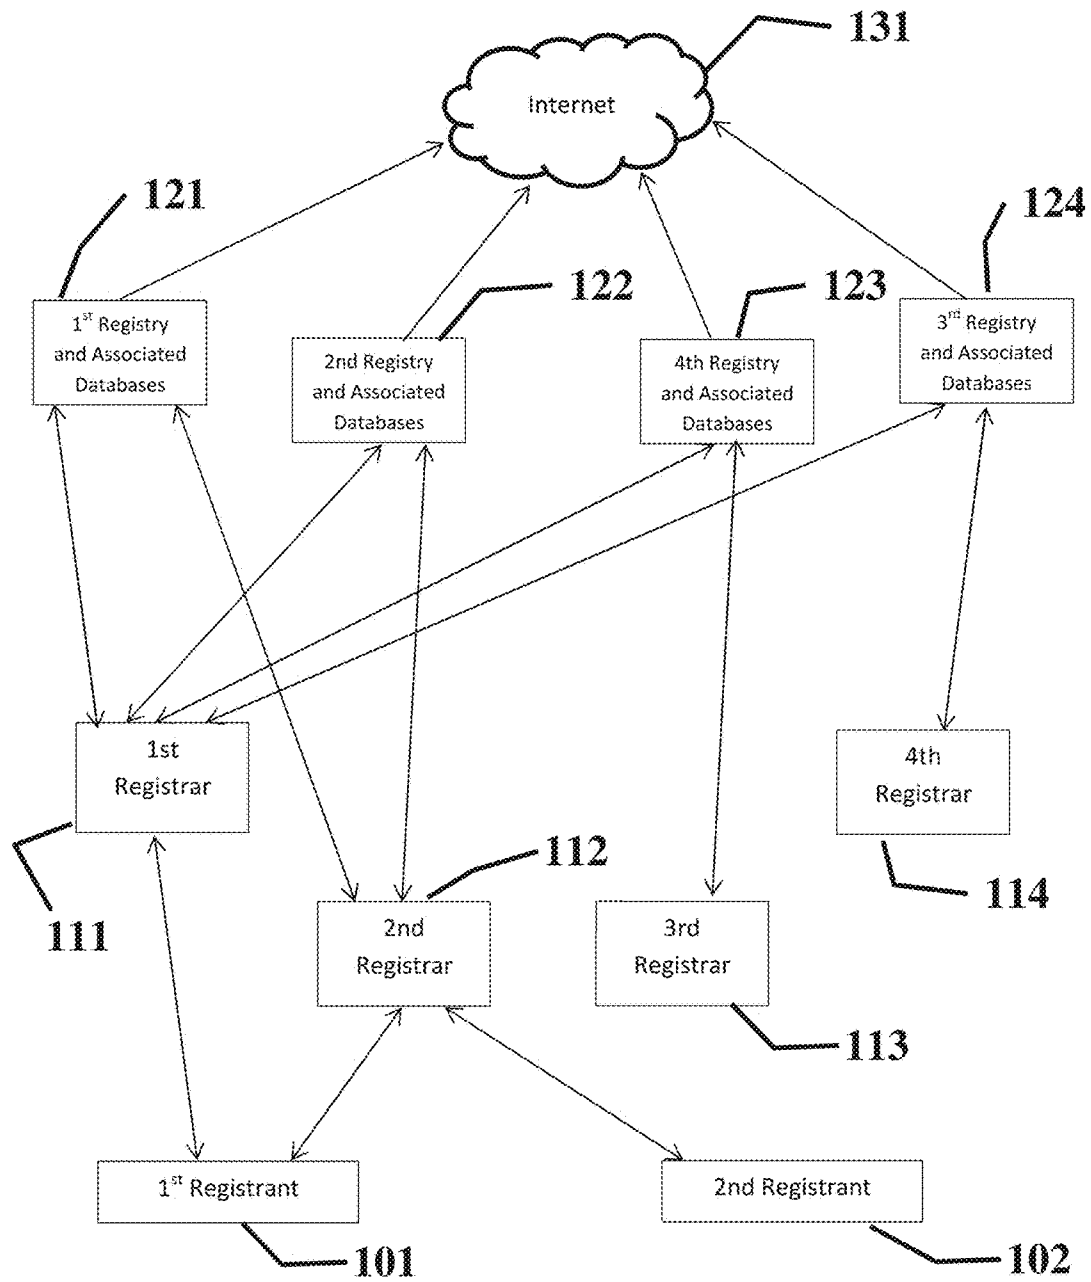 131
Internet
121
124
122
123
1st Registry
and Associated
Databases
2nd Registry
and Associated
Databases
4th Registry
and Associated
Databases
3rd Registry
and Associated
Databases
1st
Registrar
4th
Registrar
111
112
114
2nd
Registrar
3rd
Registrar
113
1st Registrant
2nd Registrant
101
102